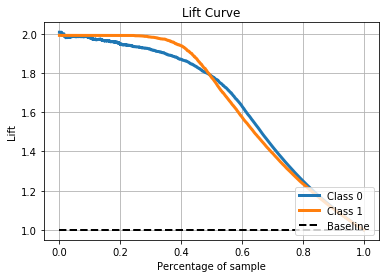 Lift Curve
Lift
2.0
1.8
1.6
1.4
1.2
1.0
0.0 0.2 0.4 0.6 0.8 1.0
Percentage of sample
Class 0
Class 1
Baseline